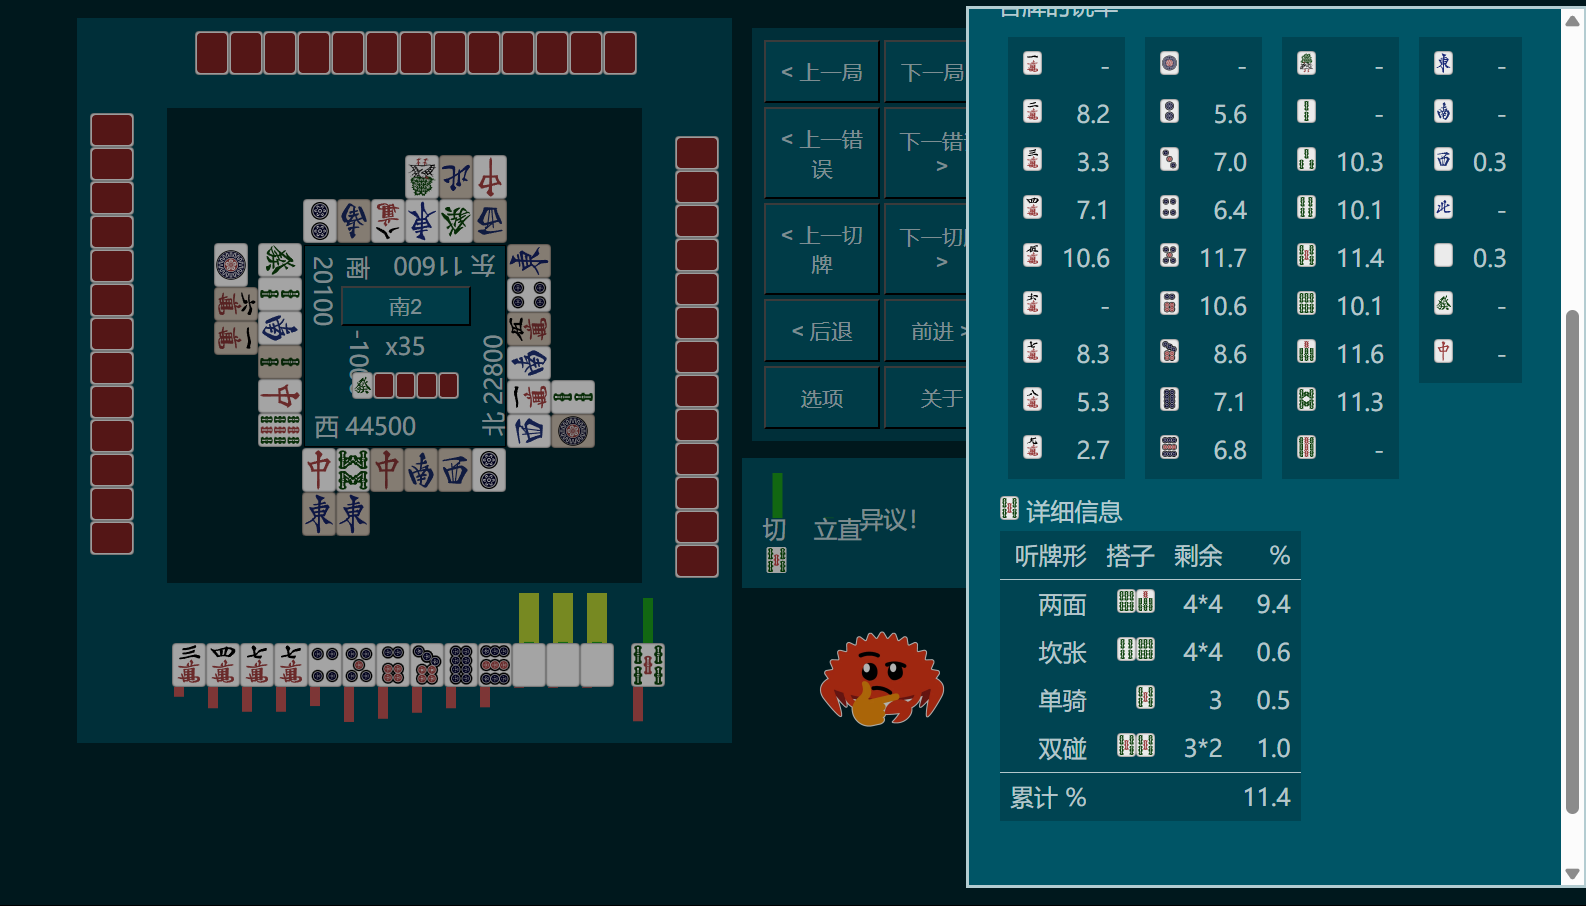 < 上一局
下一局
< 上一错误
下一错
>
< 上一切牌
下一切
>
< 后退
前进 >
选项
关于
20100 南
东 11600
南2
x35
-100
北 22800
西 44500
切
立直
异议!
-
8.2
3.3
7.1
10.6
-
8.3
5.3
2.7
-
5.6
7.0
6.4
11.7
10.6
8.6
7.1
6.8
-
-
10.3
10.1
11.4
10.1
11.6
11.3
-
-
-
0.3
-
0.3
-
-
详细信息
听牌形 搭子 剩余 %
两面 4*4 9.4
坎张 4*4 0.6
单骑 3 0.5
双碰 3*2 1.0
累计 % 11.4